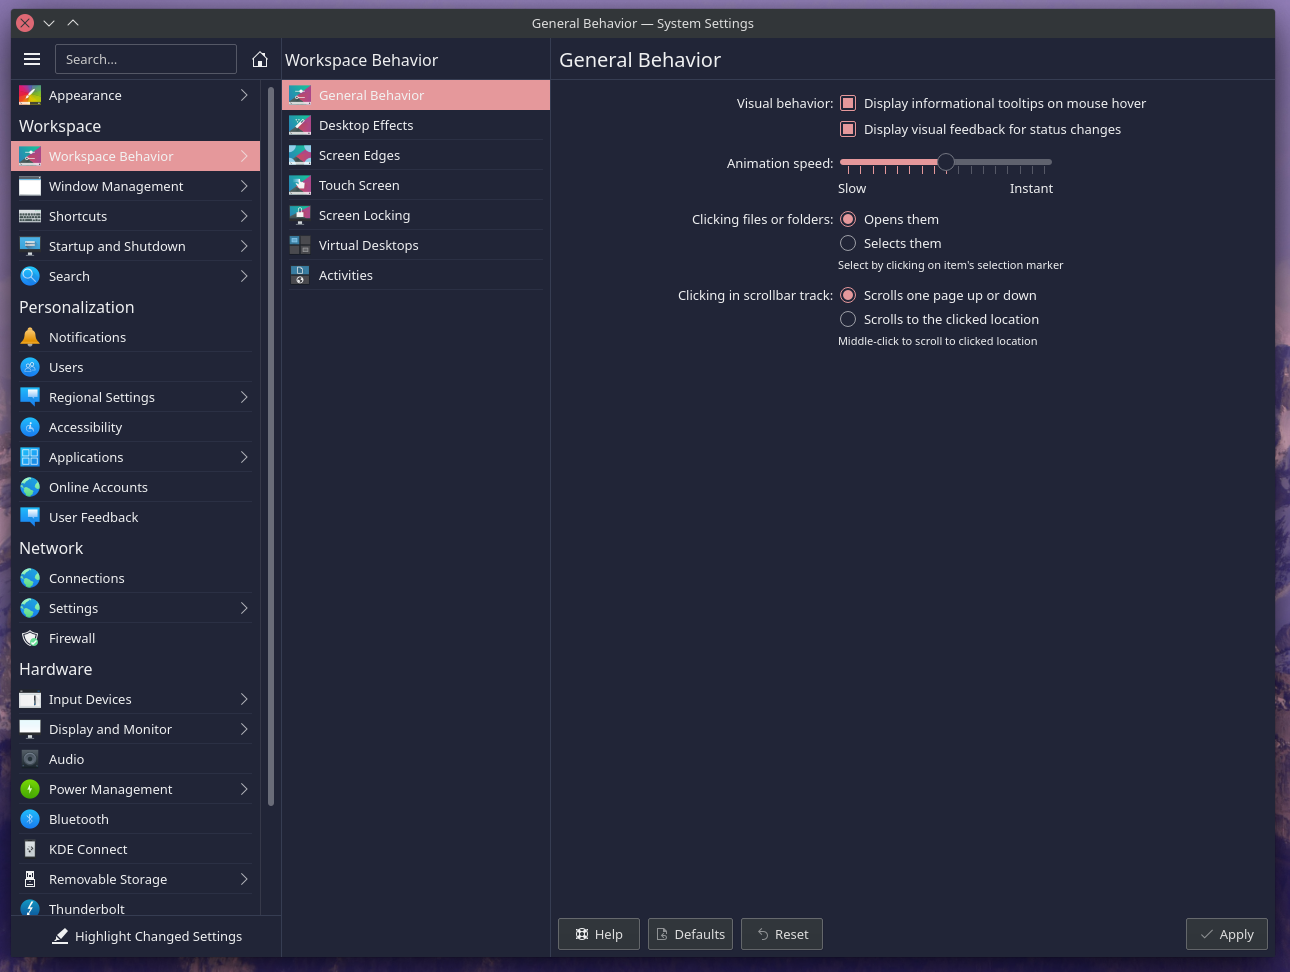 General Behavior — System Settings
Search...
Appearance
Workspace
Workspace Behavior
Window Management
Shortcuts
Startup and Shutdown
Search
Personalization
Notifications
Users
Regional Settings
Accessibility
Applications
Online Accounts
User Feedback
Network
Connections
Settings
Firewall
Hardware
Input Devices
Display and Monitor
Audio
Power Management
Bluetooth
KDE Connect
Removable Storage
Thunderbolt
Highlight Changed Settings
Workspace Behavior
General Behavior
Desktop Effects
Screen Edges
Touch Screen
Screen Locking
Virtual Desktops
Activities
General Behavior
Visual behavior: Display informational tooltips on mouse hover
Display visual feedback for status changes
Animation speed:
Slow Instant
Clicking files or folders: Opens them
Selects them
Select by clicking on item's selection marker
Clicking in scrollbar track: Scrolls one page up or down
Scrolls to the clicked location
Middle-click to scroll to clicked location
Help Defaults Reset Apply